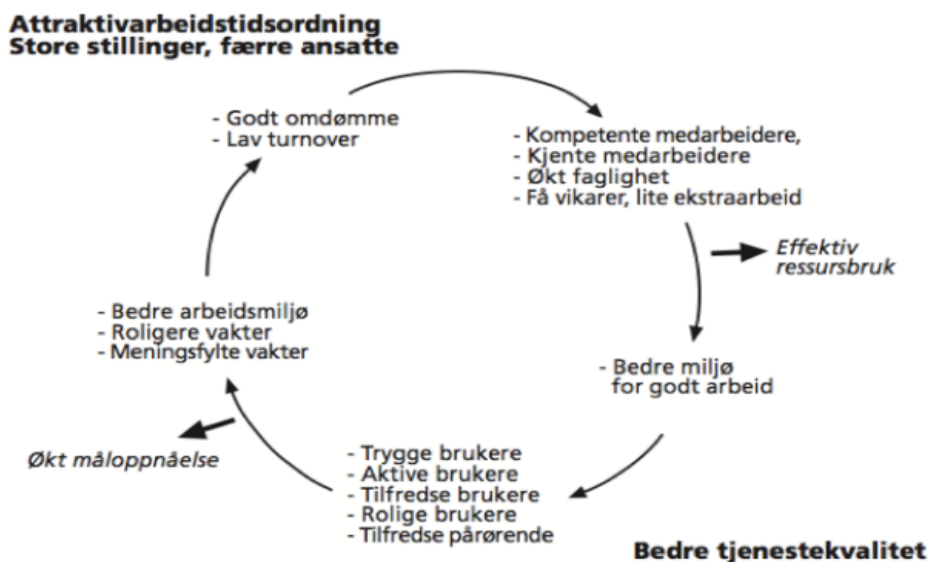 Attraktivarbeidstidsordning
Store stillinger, færre ansatte
- Godt omdømme
- Lav turnover
- Kompetente medarbeidere,
- Kjente medarbeidere
- Økt faglighet
- Få vikarer, lite ekstraarbeid
Effektiv
ressursbruk
- Bedre miljø
for godt arbeid
- Trygge brukere
- Aktive brukere
- Tilfredse brukere
- Rolige brukere
- Tilfredse pårørende
Bedre tjenestekvalitet
Økt måloppnåelse
- Bedre arbeidsmiljø
- Roligere vakter
- Meningsfylte vakter